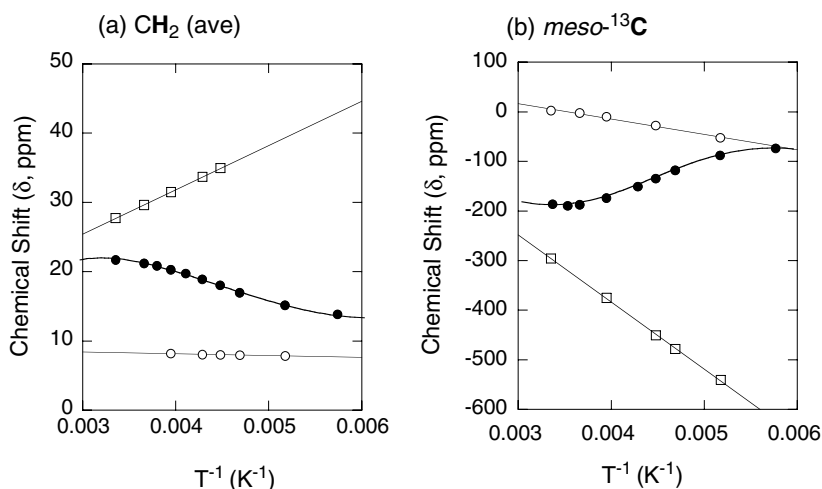 (a) CH₂ (ave)
Chemical Shift (δ, ppm)
50
40
30
20
10
0
0.003 0.004 0.005 0.006
T⁻¹ (K⁻¹)
(b) meso-¹³C
Chemical Shift (δ, ppm)
100
0
-100
-200
-300
-400
-500
-600
0.003 0.004 0.005 0.006
T⁻¹ (K⁻¹)